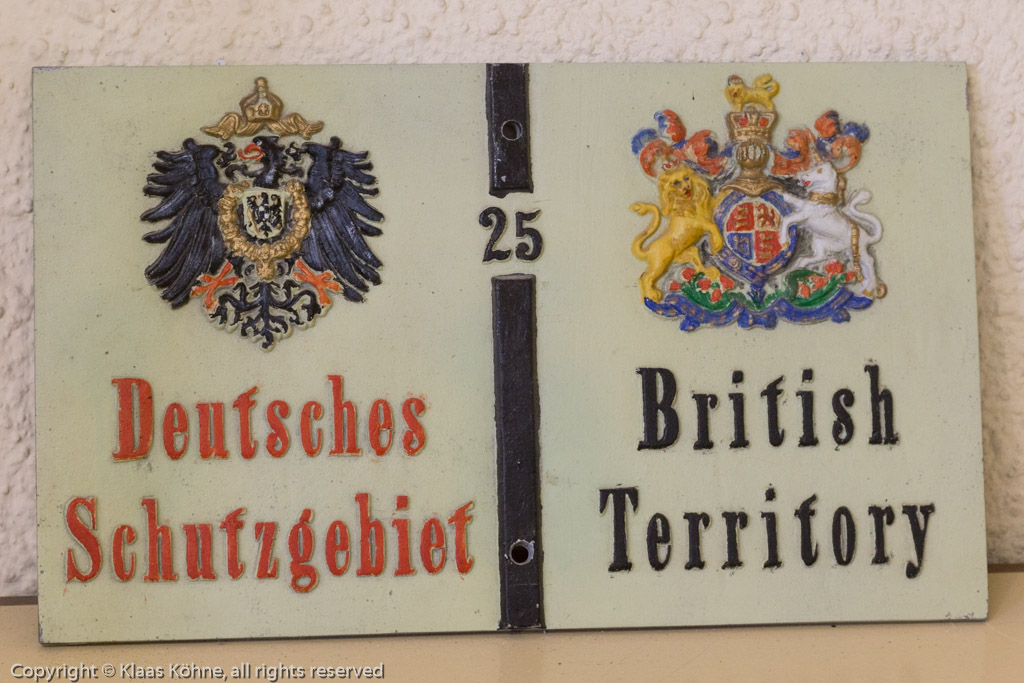 Deutsches
Schutzgebiet
25
British
Territory
Copyright © Klaas Köhne, all rights reserved